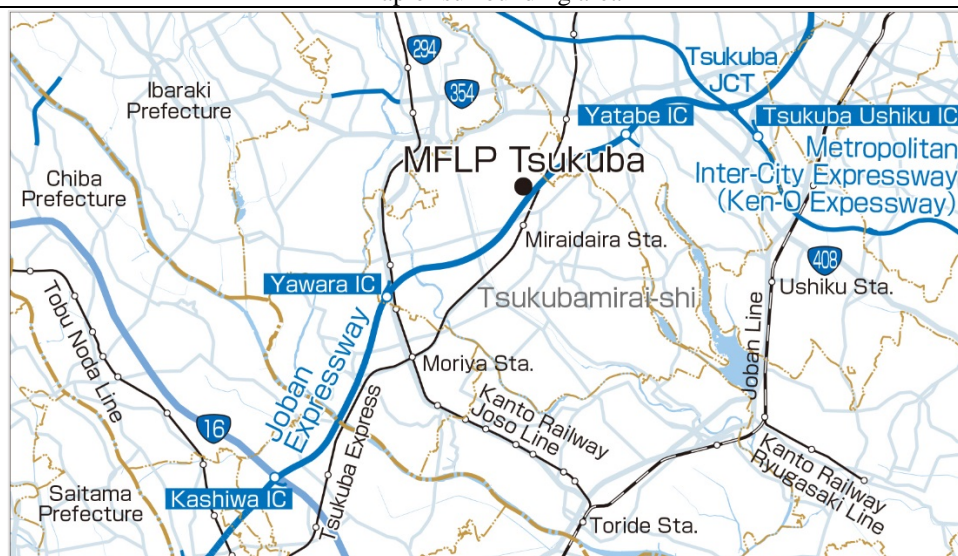 294
354
Tsukuba
JCT
Ibaraki
Prefecture
Yatabe IC
Tsukuba Ushiku IC
MFLP Tsukuba
Metropolitan
Inter-City Expressway
(Ken-O Expessway)
Chiba
Prefecture
Miraidaira Sta.
408
Yawara IC
Tsukubamirai-shi
Ushiku Sta.
Tobu Noda Line
Joban
Expressway
Moriya Sta.
Joban Line
16
Tsukuba Express
Kanto Railway
Joso Line
Kanto Railway
Ryugasaki Line
Kashiwa IC
Saitama
Prefecture
Toride Sta.